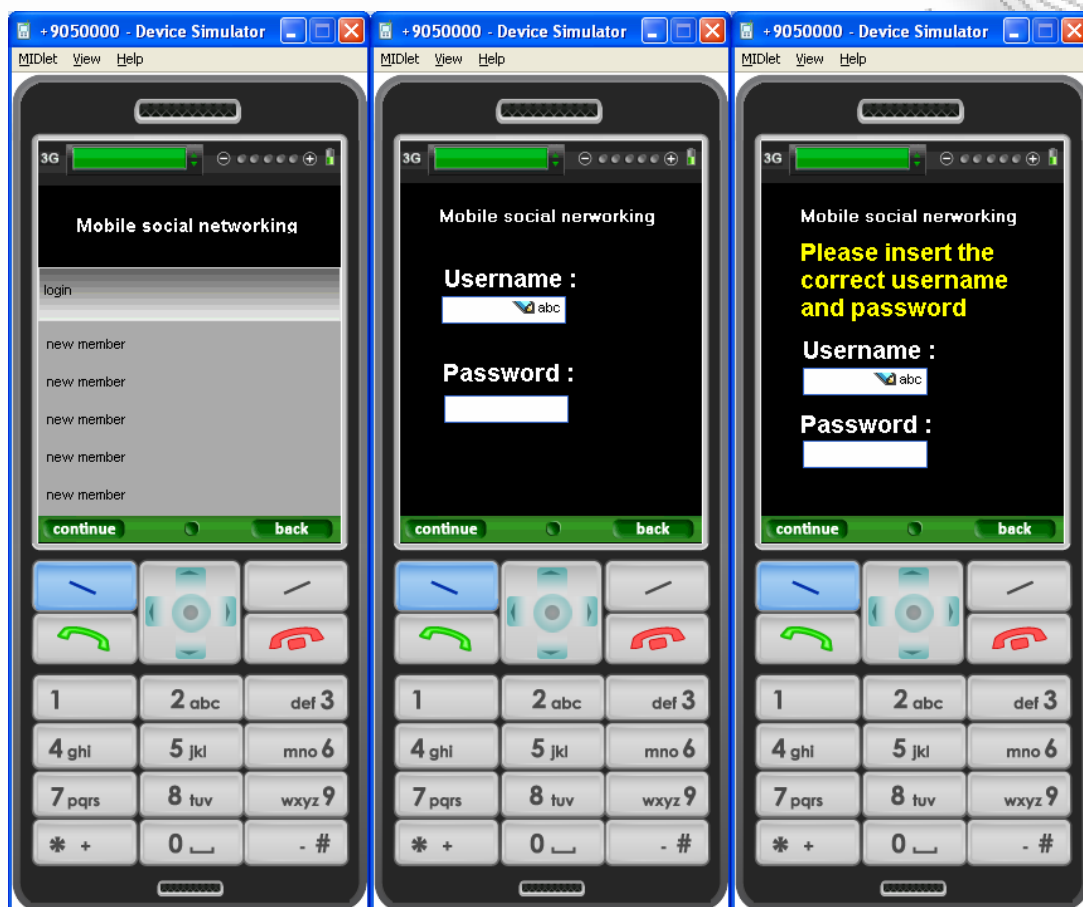 +9050000 - Device Simulator
MIDlet View Help
3G
Mobile social networking
login
new member
new member
new member
new member
new member
continue back
1 2 abc def 3
4 ghi 5 jkl mno 6
7 pqrs 8 tuv wxyz 9
* + 0 - #
+9050000 - Device Simulator
MIDlet View Help
3G
Mobile social nerworking
Username :
abc
Password :
continue back
1 2 abc def 3
4 ghi 5 jkl mno 6
7 pqrs 8 tuv wxyz 9
* + 0 - #
+9050000 - Device Simulator
MIDlet View Help
3G
Mobile social nerworking
Please insert the
correct username
and password
Username :
abc
Password :
continue back
1 2 abc def 3
4 ghi 5 jkl mno 6
7 pqrs 8 tuv wxyz 9
* + 0 - #